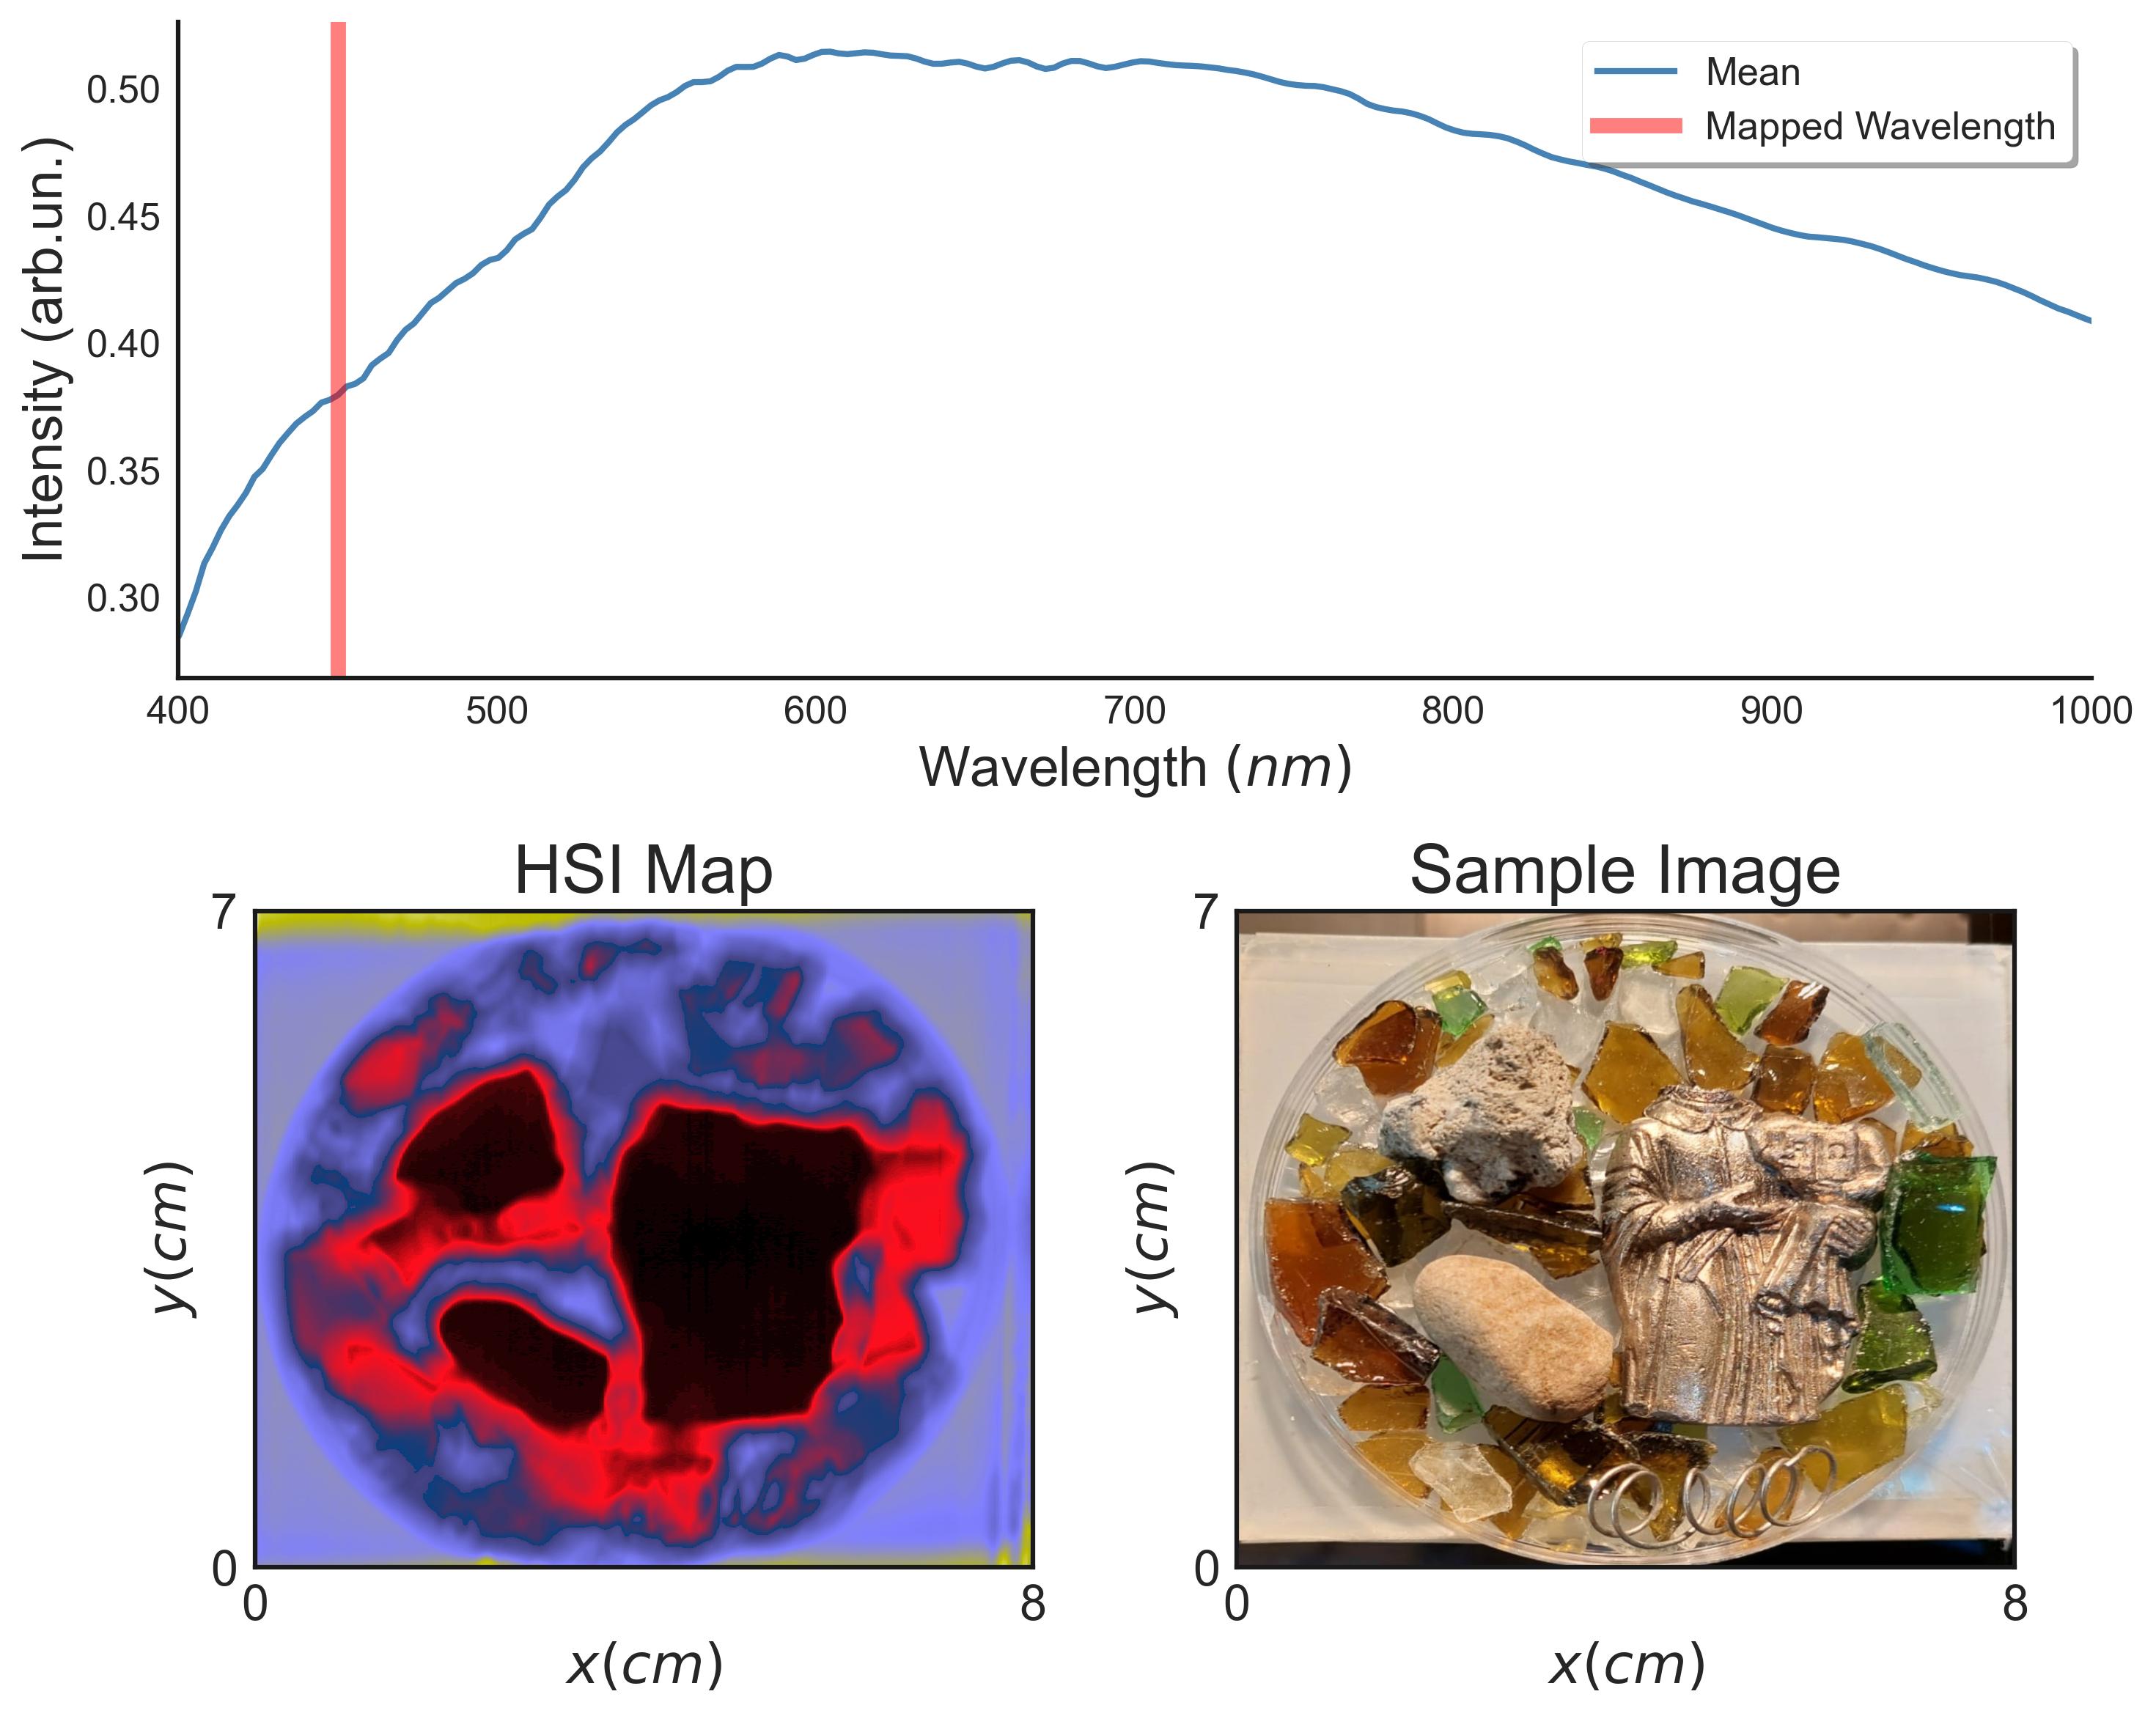 Intensity (arb.un.)
0.50
0.45
0.40
0.35
0.30
Mean
Mapped Wavelength
400 500 600 700 800 900 1000
Wavelength (nm)
HSI Map
7
y(cm)
0
0 8
x(cm)
Sample Image
7
y(cm)
0
0 8
x(cm)